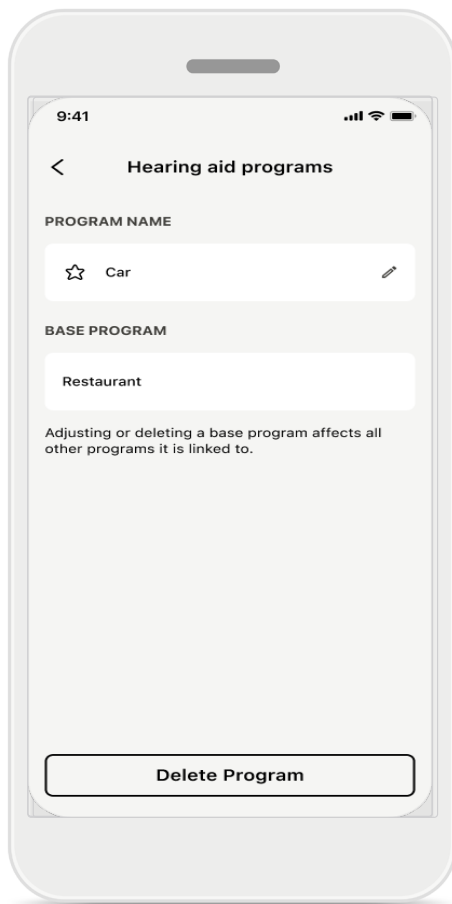 9:41
Hearing aid programs
PROGRAM NAME
Car
BASE PROGRAM
Restaurant
Adjusting or deleting a base program affects all
other programs it is linked to.
Delete Program